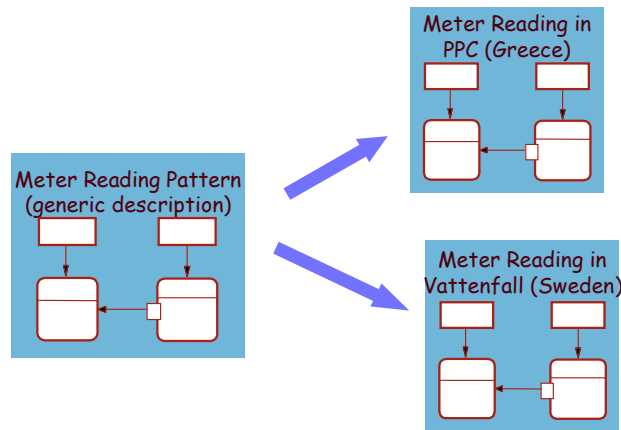 Meter Reading in
PPC (Greece)
Meter Reading Pattern
(generic description)
Meter Reading in
Vattenfall (Sweden)